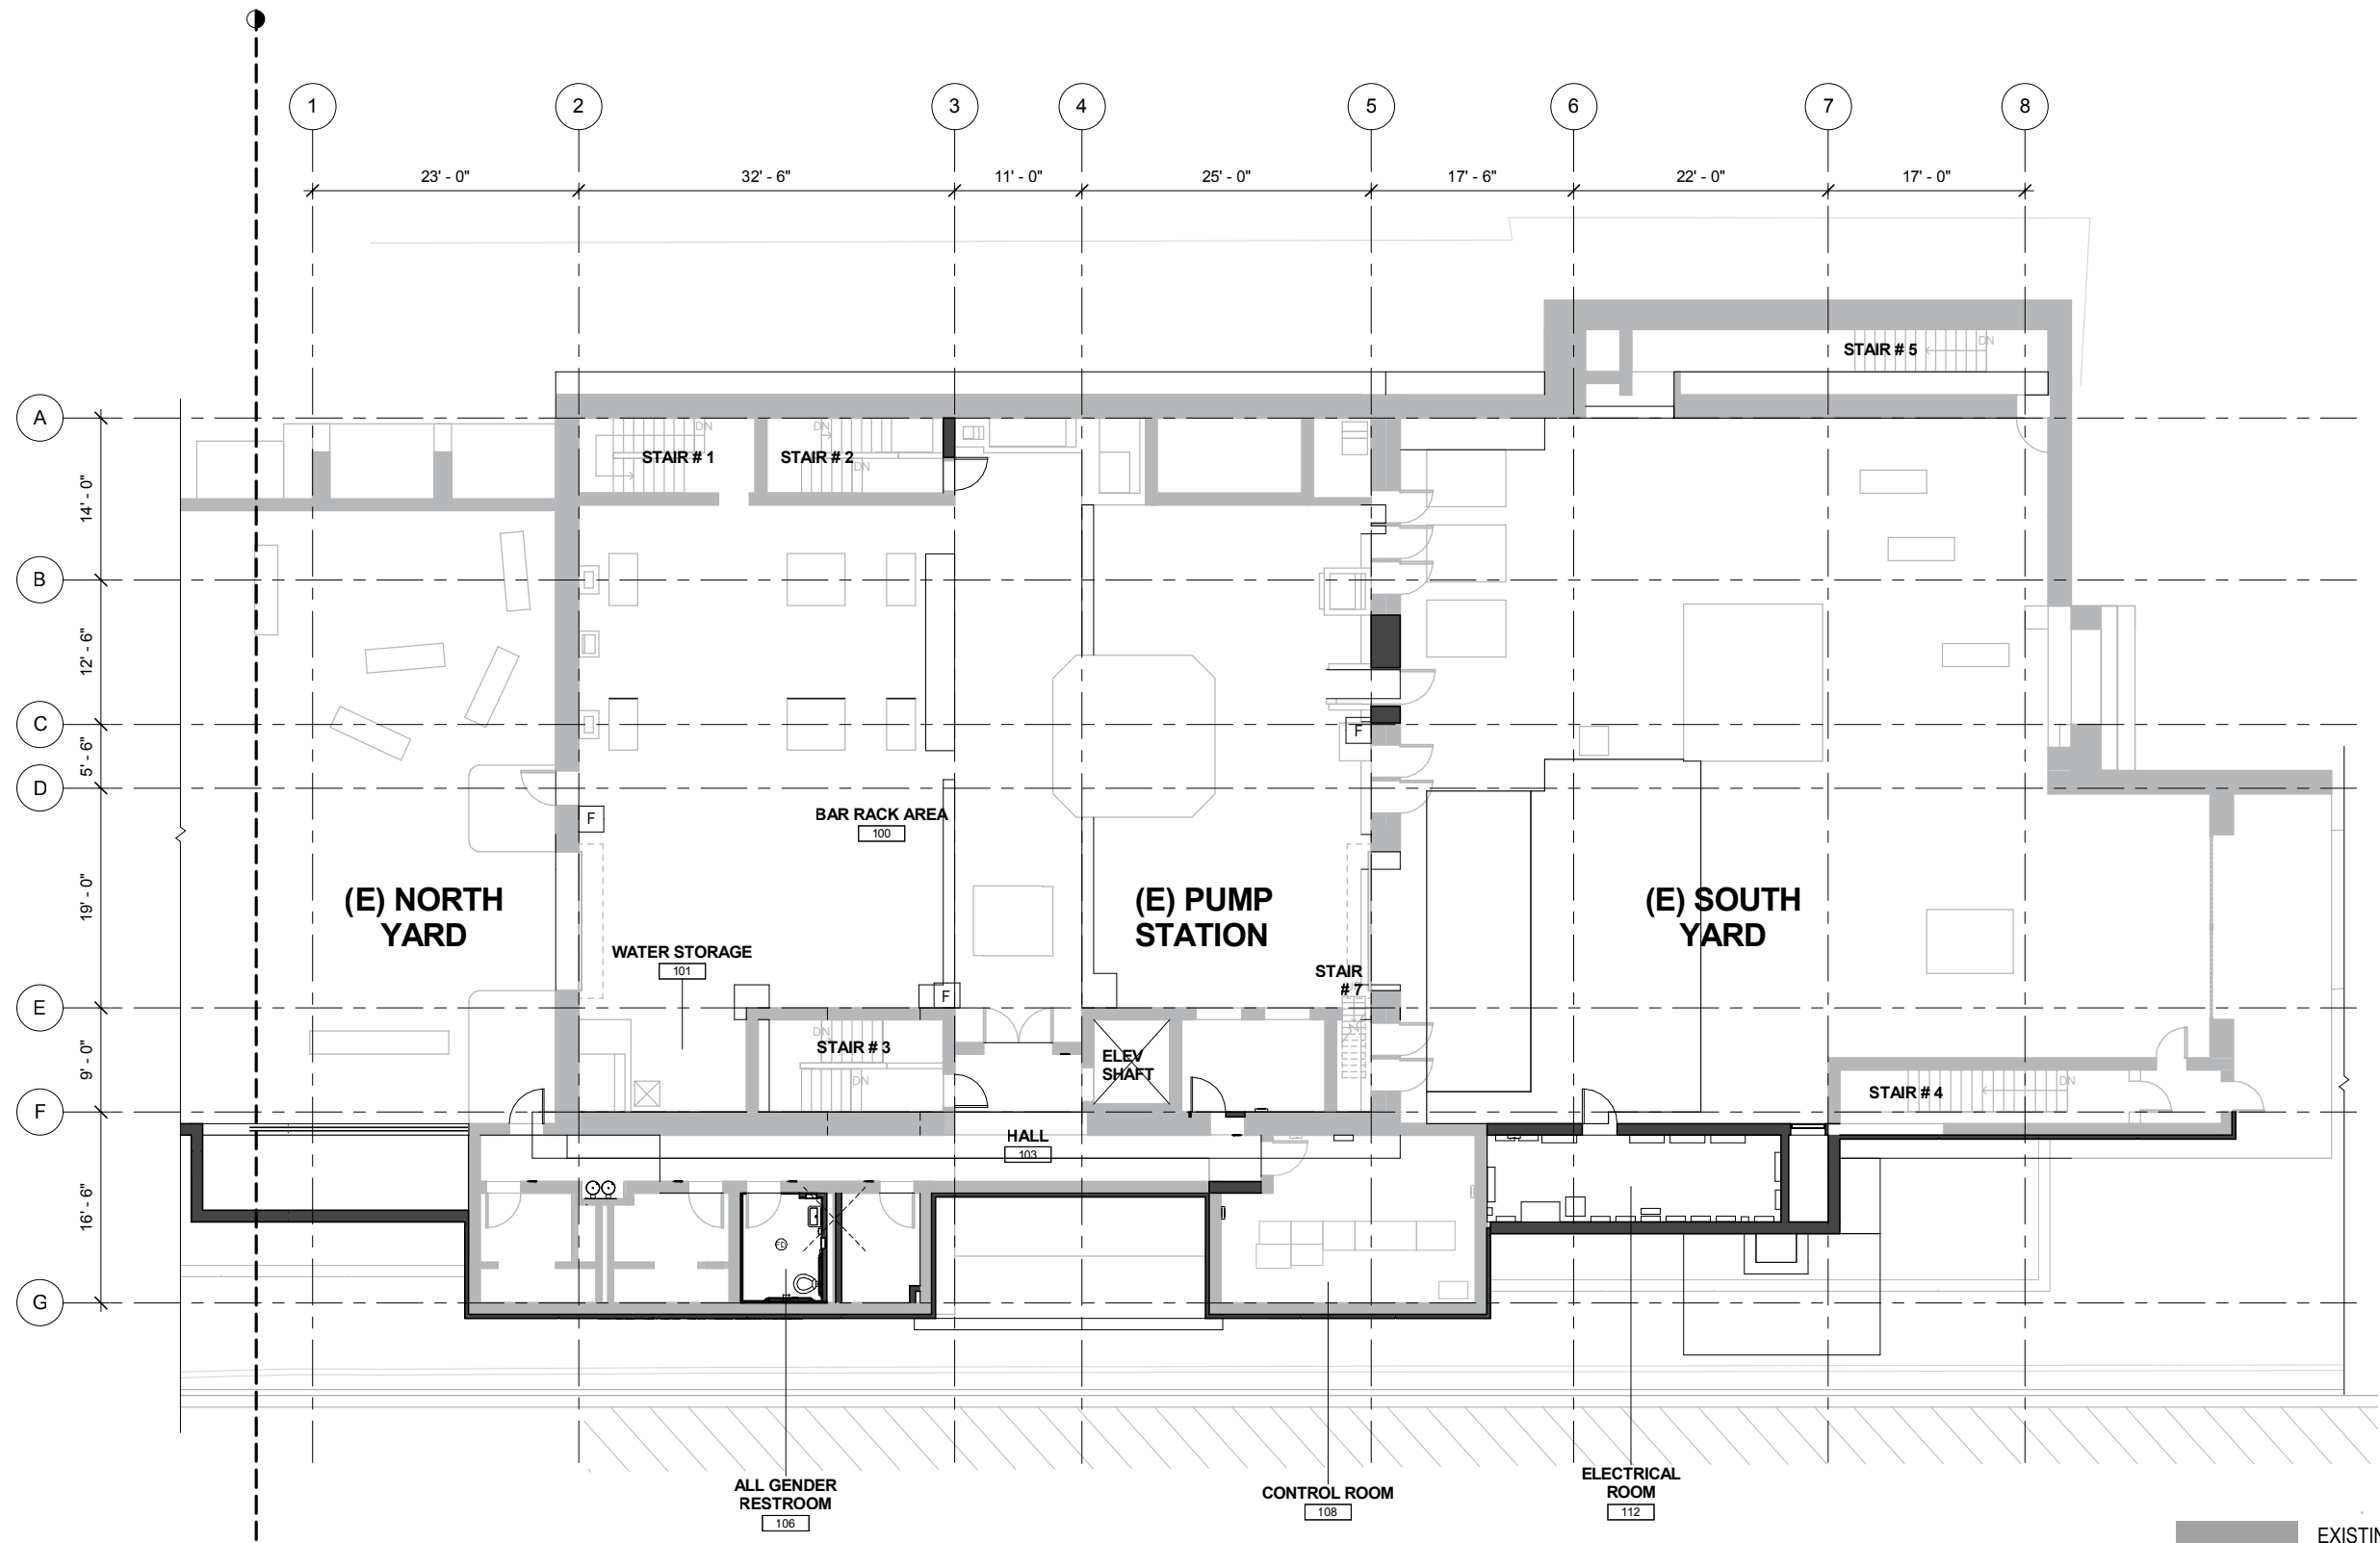 1 2 3 4 5 6 7 8
23' - 0" 32' - 6" 11' - 0" 25' - 0" 17' - 6" 22' - 0" 17' - 0"
STAIR # 5
DN
A
DN
DN
STAIR # 1
STAIR # 2
DN
14' - 0"
B
12' - 6"
C
F
5' - 6"
D
F
BAR RACK AREA
100
19' - 0"
(E) NORTH
YARD
(E) PUMP
STATION
(E) SOUTH
YARD
WATER STORAGE
101
STAIR
# 7
F
E
DN
STAIR # 3
DN
ELEV
SHAFT
9' - 0"
STAIR # 4
DN
F
HALL
103
16' - 6"
FD
G
ALL GENDER
RESTROOM
106
CONTROL ROOM
108
ELECTRICAL
ROOM
112
EXISTIN